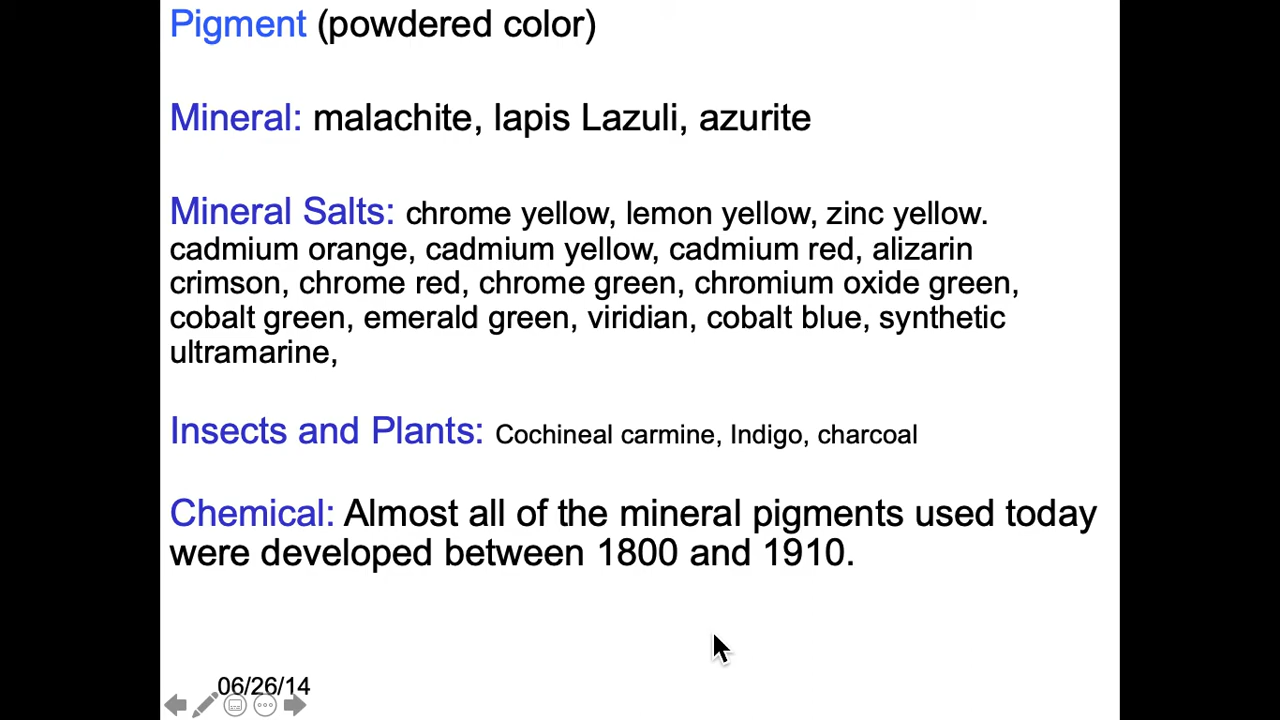 Pigment (powdered color)
Mineral: malachite, lapis Lazuli, azurite
Mineral Salts: chrome yellow, lemon yellow, zinc yellow.
cadmium orange, cadmium yellow, cadmium red, alizarin
crimson, chrome red, chrome green, chromium oxide green,
cobalt green, emerald green, viridian, cobalt blue, synthetic
ultramarine,
Insects and Plants: Cochineal carmine, Indigo, charcoal
Chemical: Almost all of the mineral pigments used today
were developed between 1800 and 1910.
06/26/14